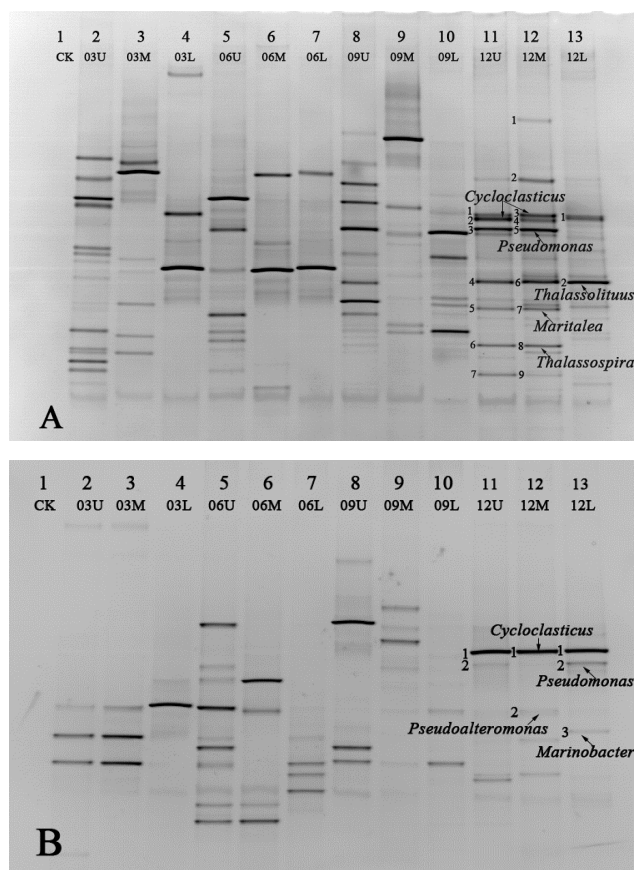 1 2 3 4 5 6 7 8 9 10 11 12 13
CK 03U 03M 03L 06U 06M 06L 09U 09M 09L 12U 12M 12L
1
2
Cycloclasticus
1 3 1
2 4
3 5
Pseudomonas
4 6 2
Thalassolituus
5 7
Maritalea
6 8
Thalassospira
7 9
A
1 2 3 4 5 6 7 8 9 10 11 12 13
CK 03U 03M 03L 06U 06M 06L 09U 09M 09L 12U 12M 12L
Cycloclasticus
1 1 1
2 2
Pseudomonas
2
Pseudoalteromonas
3
Marinobacter
B